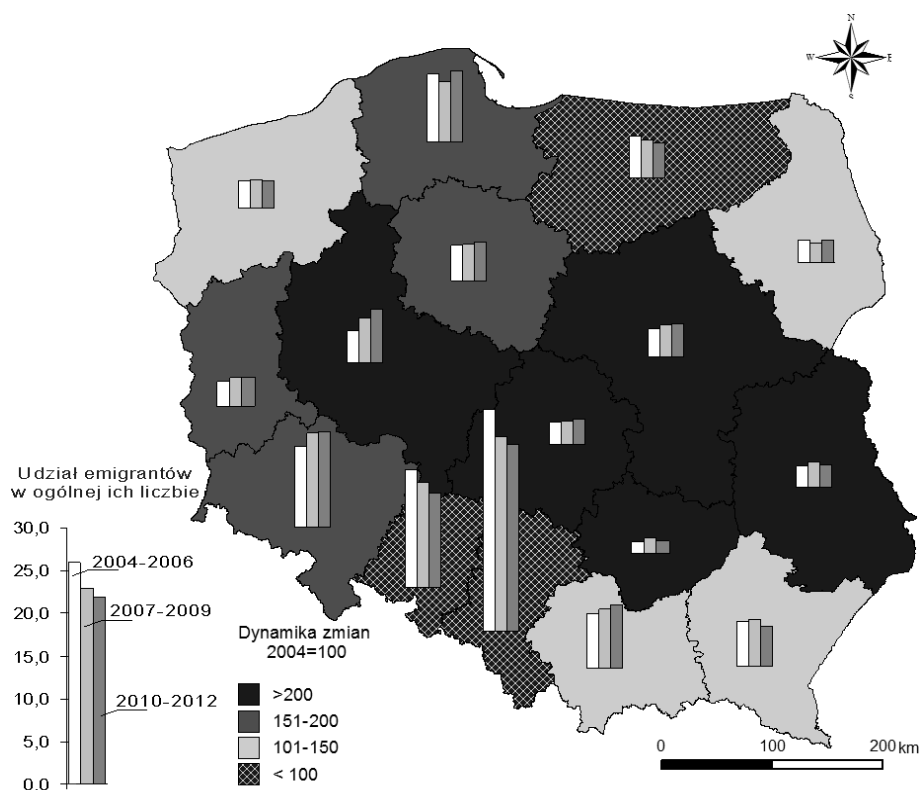 N
W
E
S
Udział emigrantów
w ogólnej ich liczbie
30,0
2004-2006
25,0
2007-2009
20,0
15,0
2010-2012
10,0
5,0
0,0
Dynamika zmian
2004=100
>200
151-200
101-150
< 100
0 100 200 km